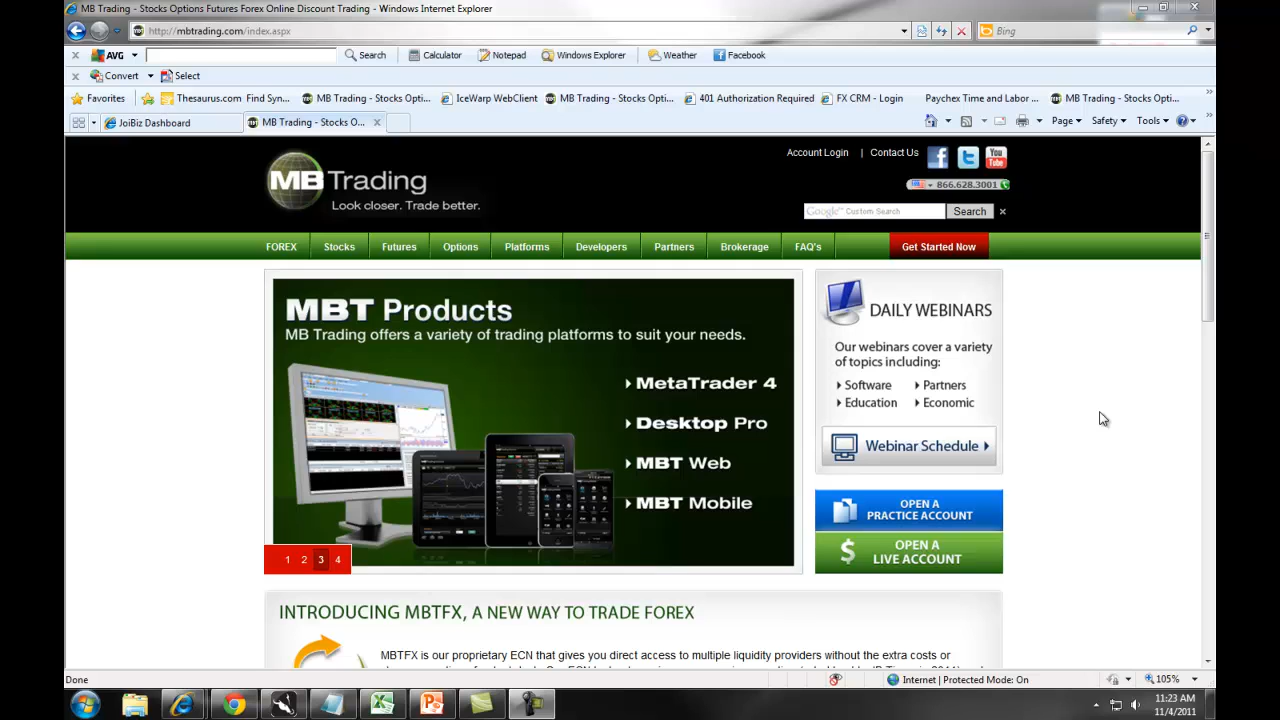 MB Trading - Stocks Options Futures Forex Online Discount Trading - Windows Internet Explorer
http://mbtrading.com/index.aspx
Bing
AVG
Search
Calculator
Notepad
Windows Explorer
Weather
Facebook
Convert
Select
Favorites
Thesaurus.com Find Syn...
MB Trading - Stocks Opti...
IceWarp WebClient
MB Trading - Stocks Opti...
401 Authorization Required
FX CRM - Login
Paychex Time and Labor ...
MB Trading - Stocks Opti...
JoiBiz Dashboard
MB Trading - Stocks O...
Page
Safety
Tools
Account Login | Contact Us
You Tube
MB Trading
Look closer. Trade better.
866.628.3001
Google™ Custom Search
Search
FOREX
Stocks
Futures
Options
Platforms
Developers
Partners
Brokerage
FAQ's
Get Started Now
MBT Products
MB Trading offers a variety of trading platforms to suit your needs.
MetaTrader 4
Desktop Pro
MBT Web
MBT Mobile
1 2 3 4
DAILY WEBINARS
Our webinars cover a variety
of topics including:
Software
Partners
Education
Economic
Webinar Schedule
OPEN A
PRACTICE ACCOUNT
$ OPEN A
LIVE ACCOUNT
INTRODUCING MBTFX, A NEW WAY TO TRADE FOREX
MBTFX is our proprietary ECN that gives you direct access to multiple liquidity providers without the extra costs or
Done
Internet | Protected Mode: On
105%
11:23 AM
11/4/2011